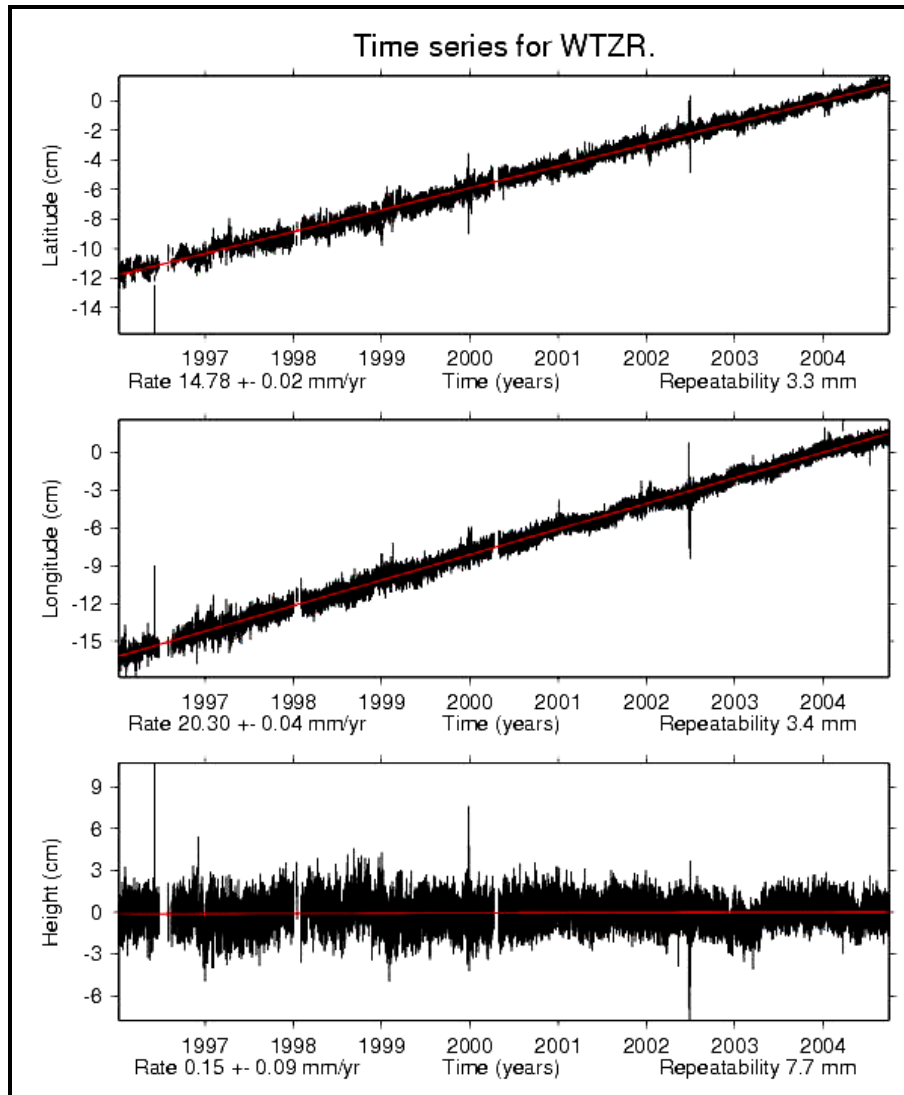 Time series for WTZR.
0
-2
-4
-6
-8
-10
-12
-14
Latitude (cm)
1997 1998 1999 2000 2001 2002 2003 2004
Rate 14.78 +- 0.02 mm/yr Time (years) Repeatability 3.3 mm
0
-3
-6
-9
-12
-15
Longitude (cm)
1997 1998 1999 2000 2001 2002 2003 2004
Rate 20.30 +- 0.04 mm/yr Time (years) Repeatability 3.4 mm
9
6
3
0
-3
-6
Height (cm)
1997 1998 1999 2000 2001 2002 2003 2004
Rate 0.15 +- 0.09 mm/yr Time (years) Repeatability 7.7 mm